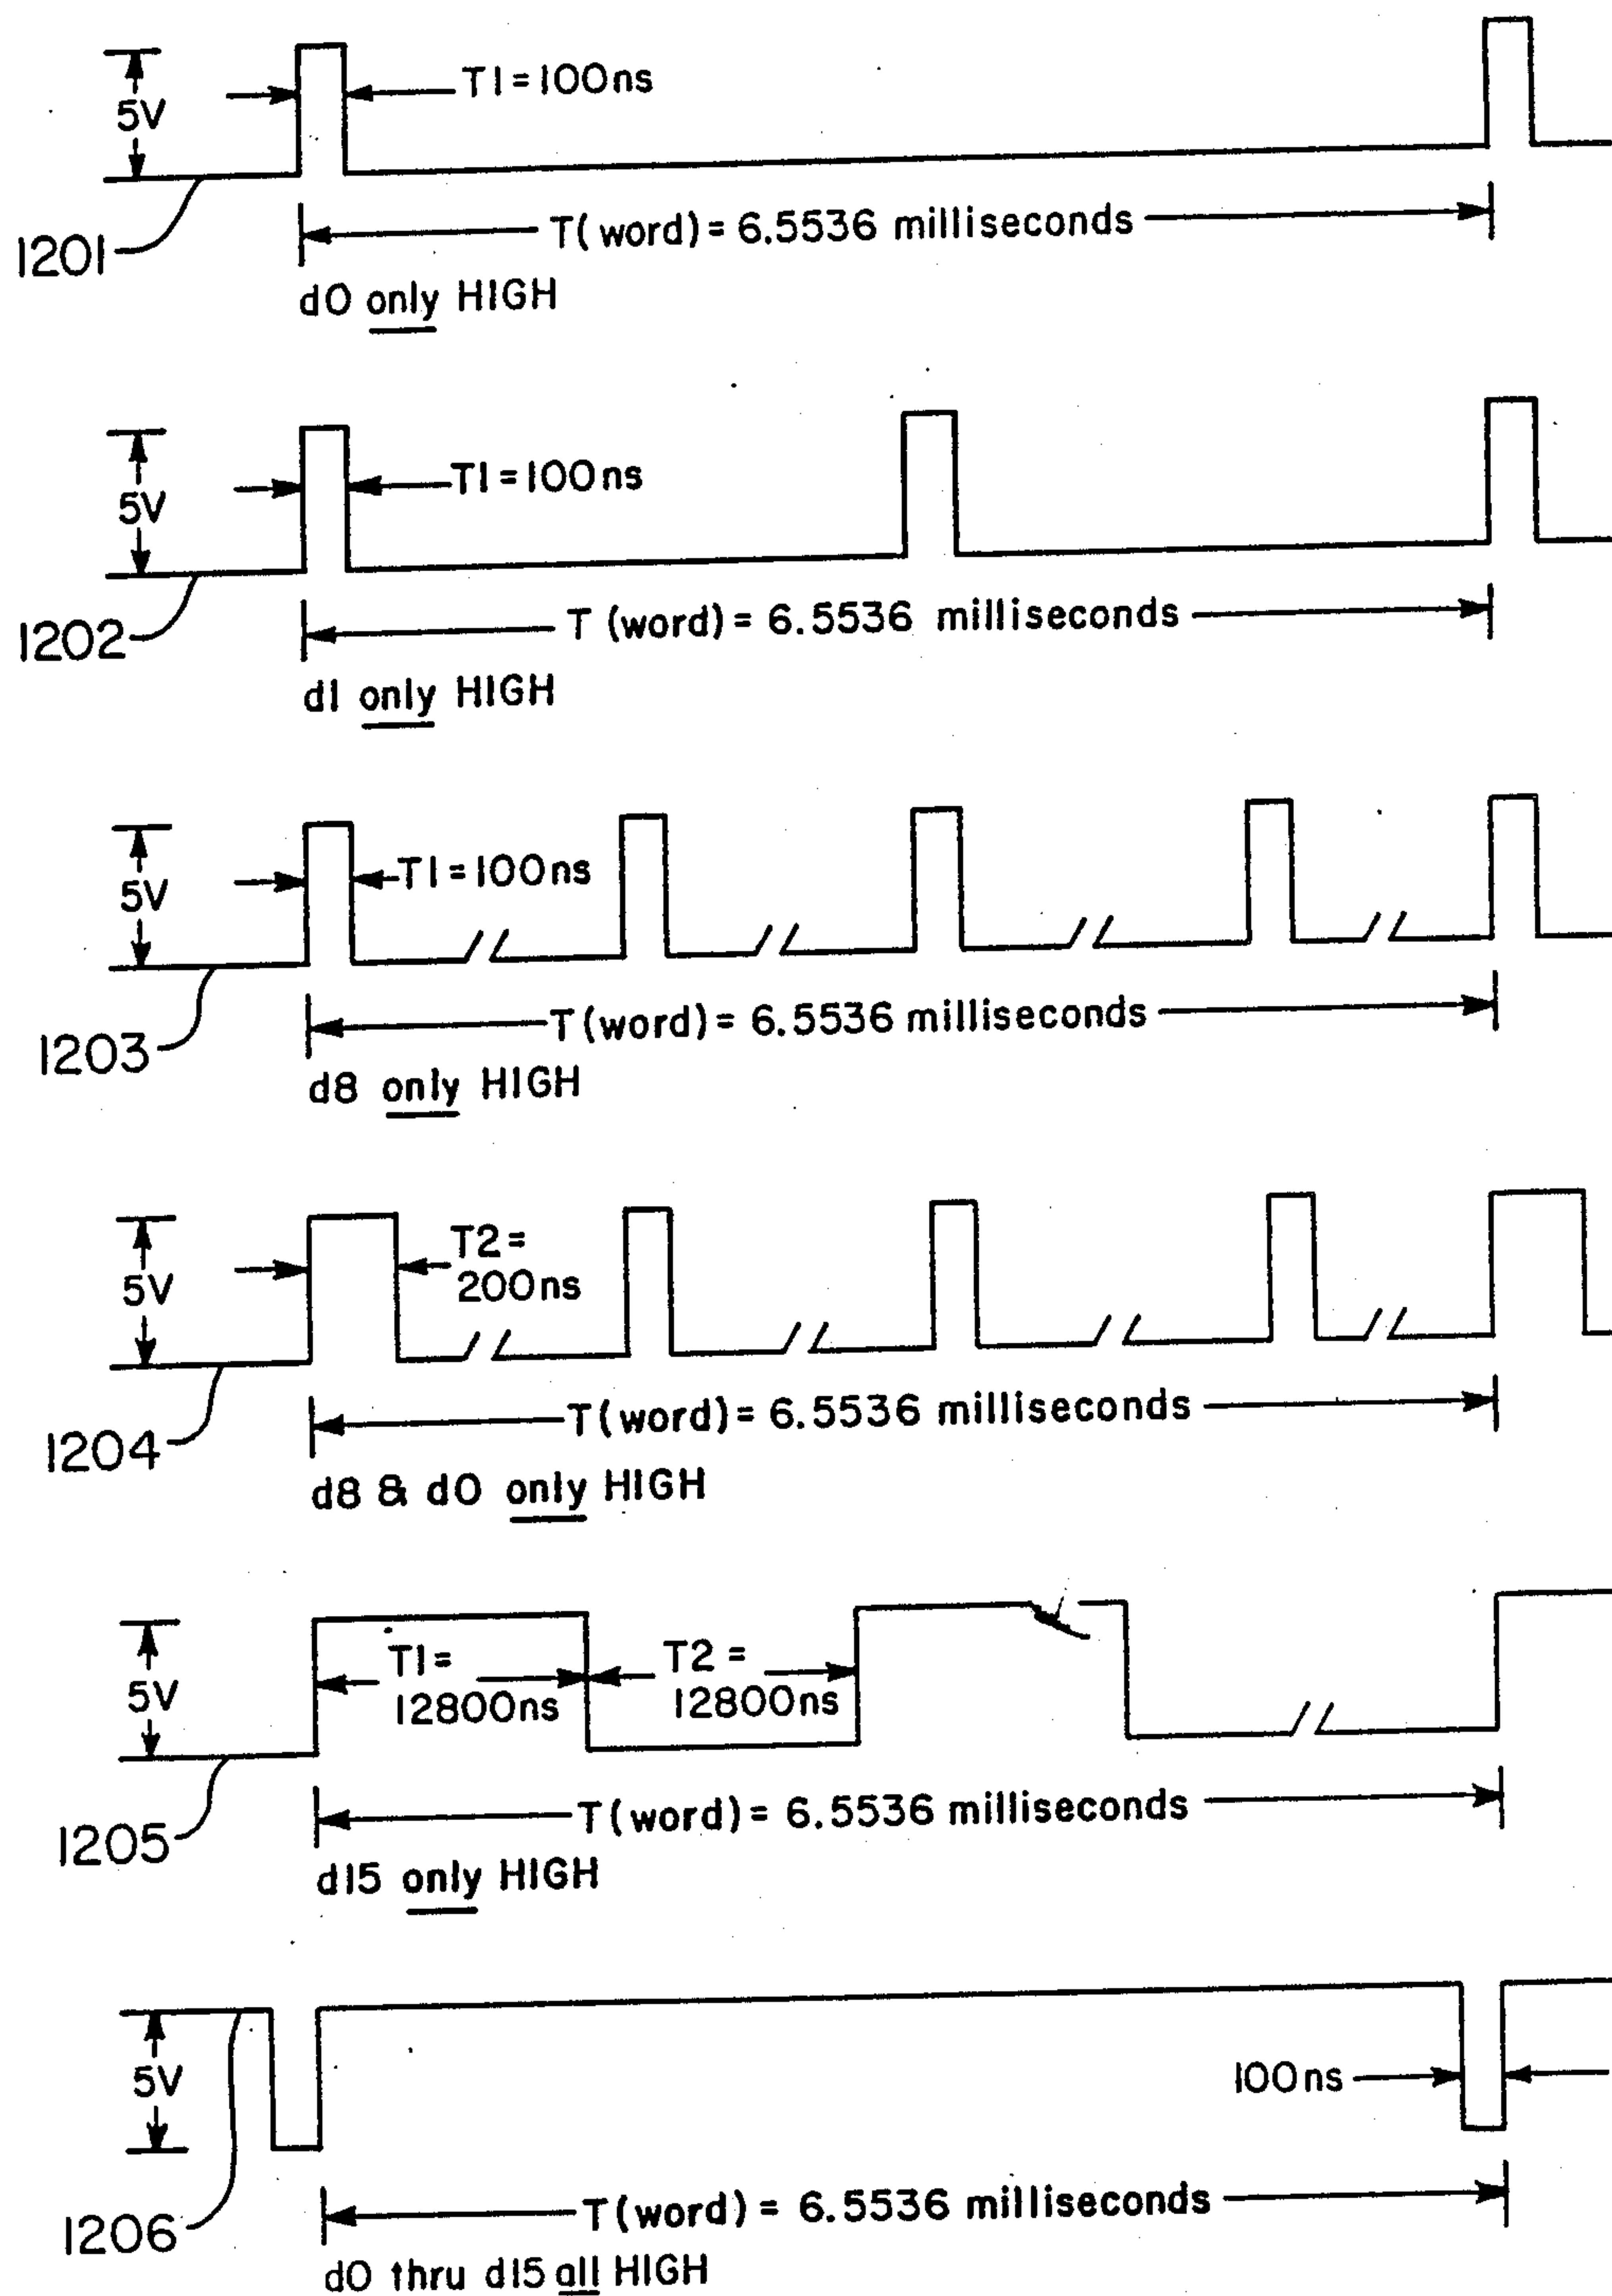 5V
T1 = 100ns
1201
T(word) = 6.5536 milliseconds
d0 only HIGH
5V
T1 = 100ns
1202
T (word) = 6.5536 milliseconds
d1 only HIGH
5V
T1 = 100ns
1203
T(word) = 6.5536 milliseconds
d8 only HIGH
5V
T2 =
200ns
1204
T(word) = 6.5536 milliseconds
d8 & d0 only HIGH
5V
T1 =
12800ns
T2 =
12800ns
1205
T(word) = 6.5536 milliseconds
d15 only HIGH
5V
100ns
1206
T(word) = 6.5536 milliseconds
d0 thru d15 all HIGH